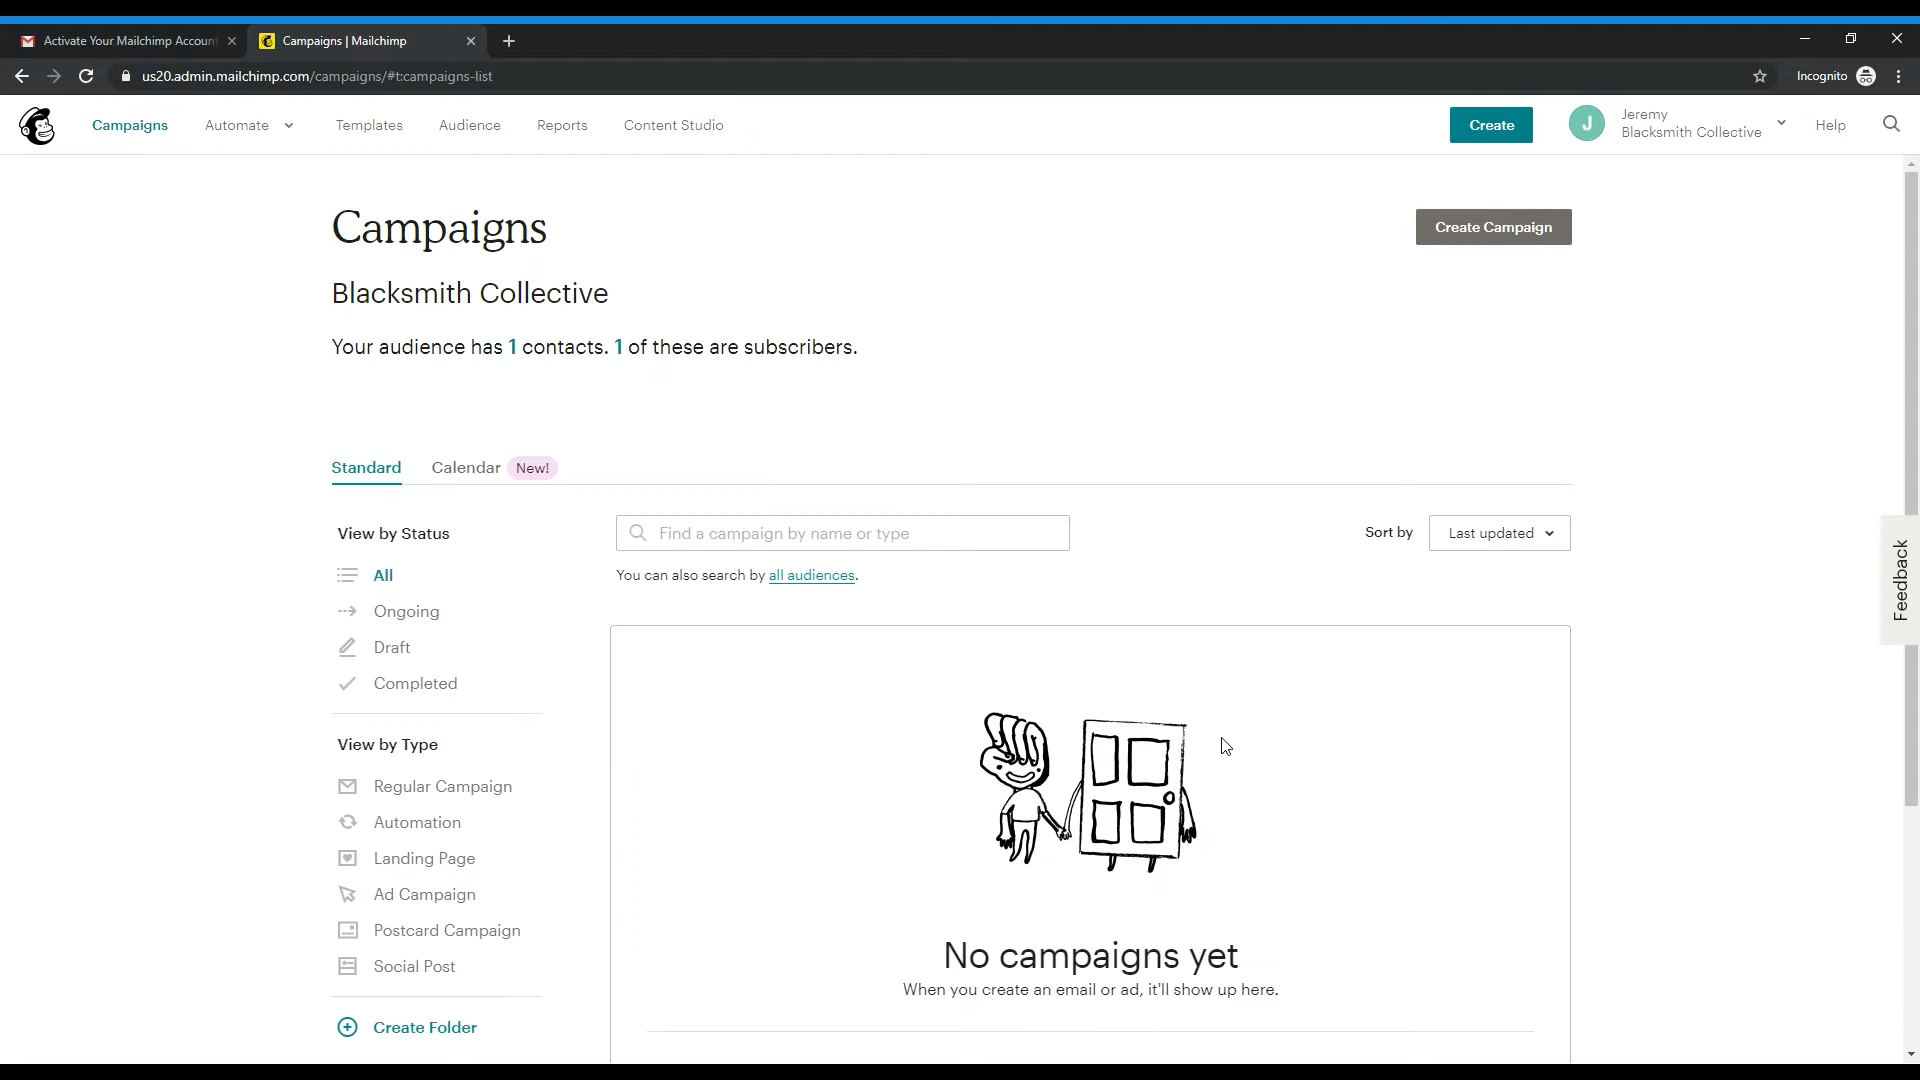 Activate Your Mailchimp Accoun
Campaigns | Mailchimp
us20.admin.mailchimp.com/campaigns/#t:campaigns-list
Incognito
Campaigns
Automate
Templates
Audience
Reports
Content Studio
Create
J
Jeremy
Blacksmith Collective
Help
Campaigns
Create Campaign
Blacksmith Collective
Your audience has 1 contacts. 1 of these are subscribers.
Standard
Calendar New!
View by Status
Find a campaign by name or type
Sort by
Last updated
You can also search by all audiences.
All
Ongoing
Draft
Completed
View by Type
Regular Campaign
Automation
Landing Page
Ad Campaign
Postcard Campaign
Social Post
Create Folder
No campaigns yet
When you create an email or ad, it'll show up here.
Feedback